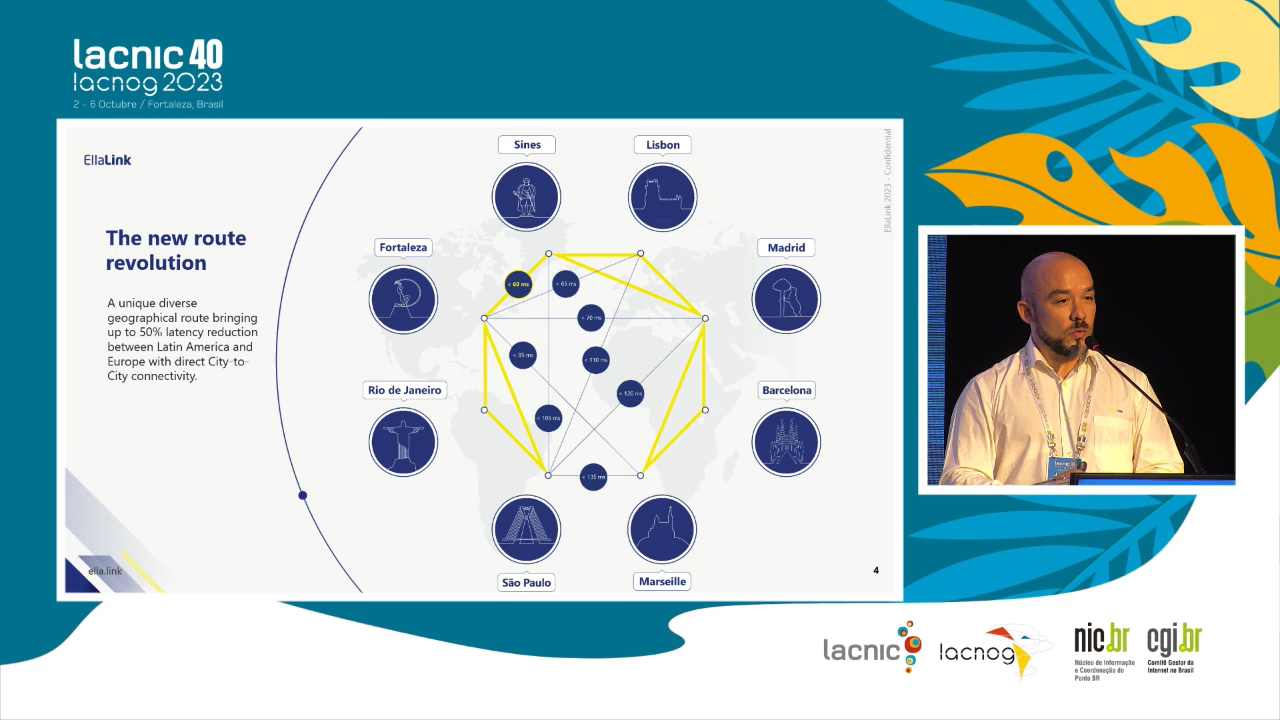 lacnic 40
lacnog 2023
2 - 6 Octubre / Fortaleza, Brasil
EllaLink
The new route
revolution
A unique diverse
geographical route bringing
up to 50% latency reduction
between Latin America and
Europe with direct City to
City connectivity.
ella.link
Sines
Lisbon
Fortaleza
Madrid
< 60 ms
< 65 ms
< 70 ms
< 85 ms
< 110 ms
< 120 ms
< 105 ms
< 135 ms
Rio de Janeiro
Barcelona
São Paulo
Marseille
4
EllaLink 2023 - Confidential
lacnic
lacnic
lacnog
nic.br
Núcleo de Informação
e Coordenação do
Ponto BR
cgi.br
Comitê Gestor da
Internet no Brasil